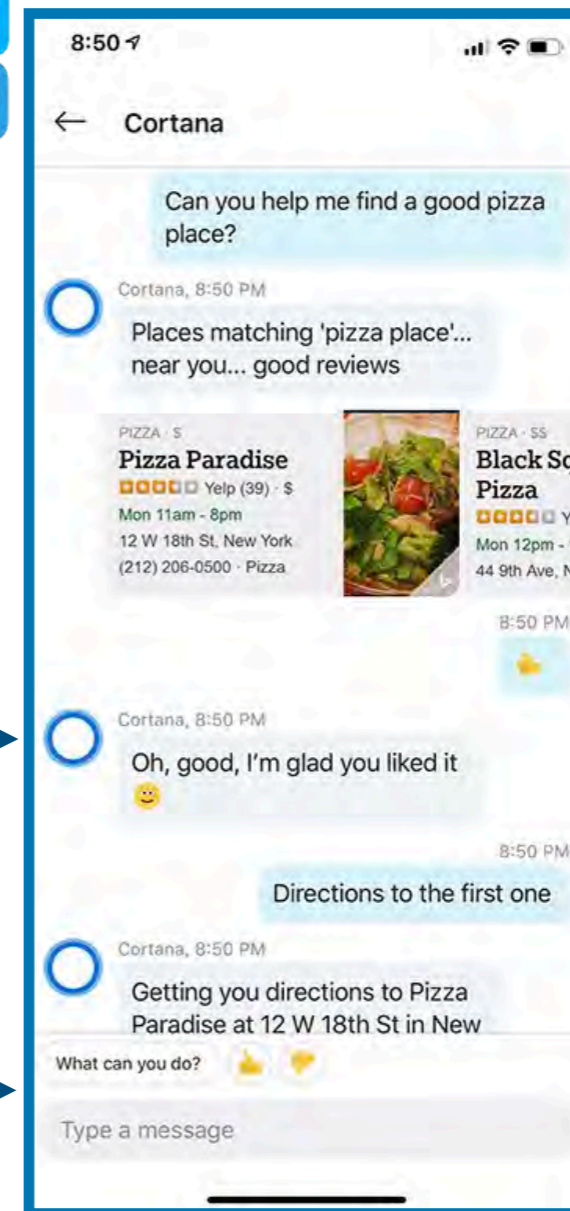 8:50
Cortana
Can you help me find a good pizza
place?
Cortana, 8:50 PM
Places matching 'pizza place'...
near you... good reviews
PIZZA · $
Pizza Paradise
Yelp (39) · $
Mon 11am - 8pm
12 W 18th St, New York
(212) 206-0500 · Pizza
PIZZA · $$
Black
Pizza
Mon 12pm -
44 9th Ave,
8:50 PM
👍
Cortana, 8:50 PM
Oh, good, I'm glad you liked it
🙂
8:50 PM
Directions to the first one
Cortana, 8:50 PM
Getting you directions to Pizza
Paradise at 12 W 18th St in New
What can you do? 👍 👎
Type a message